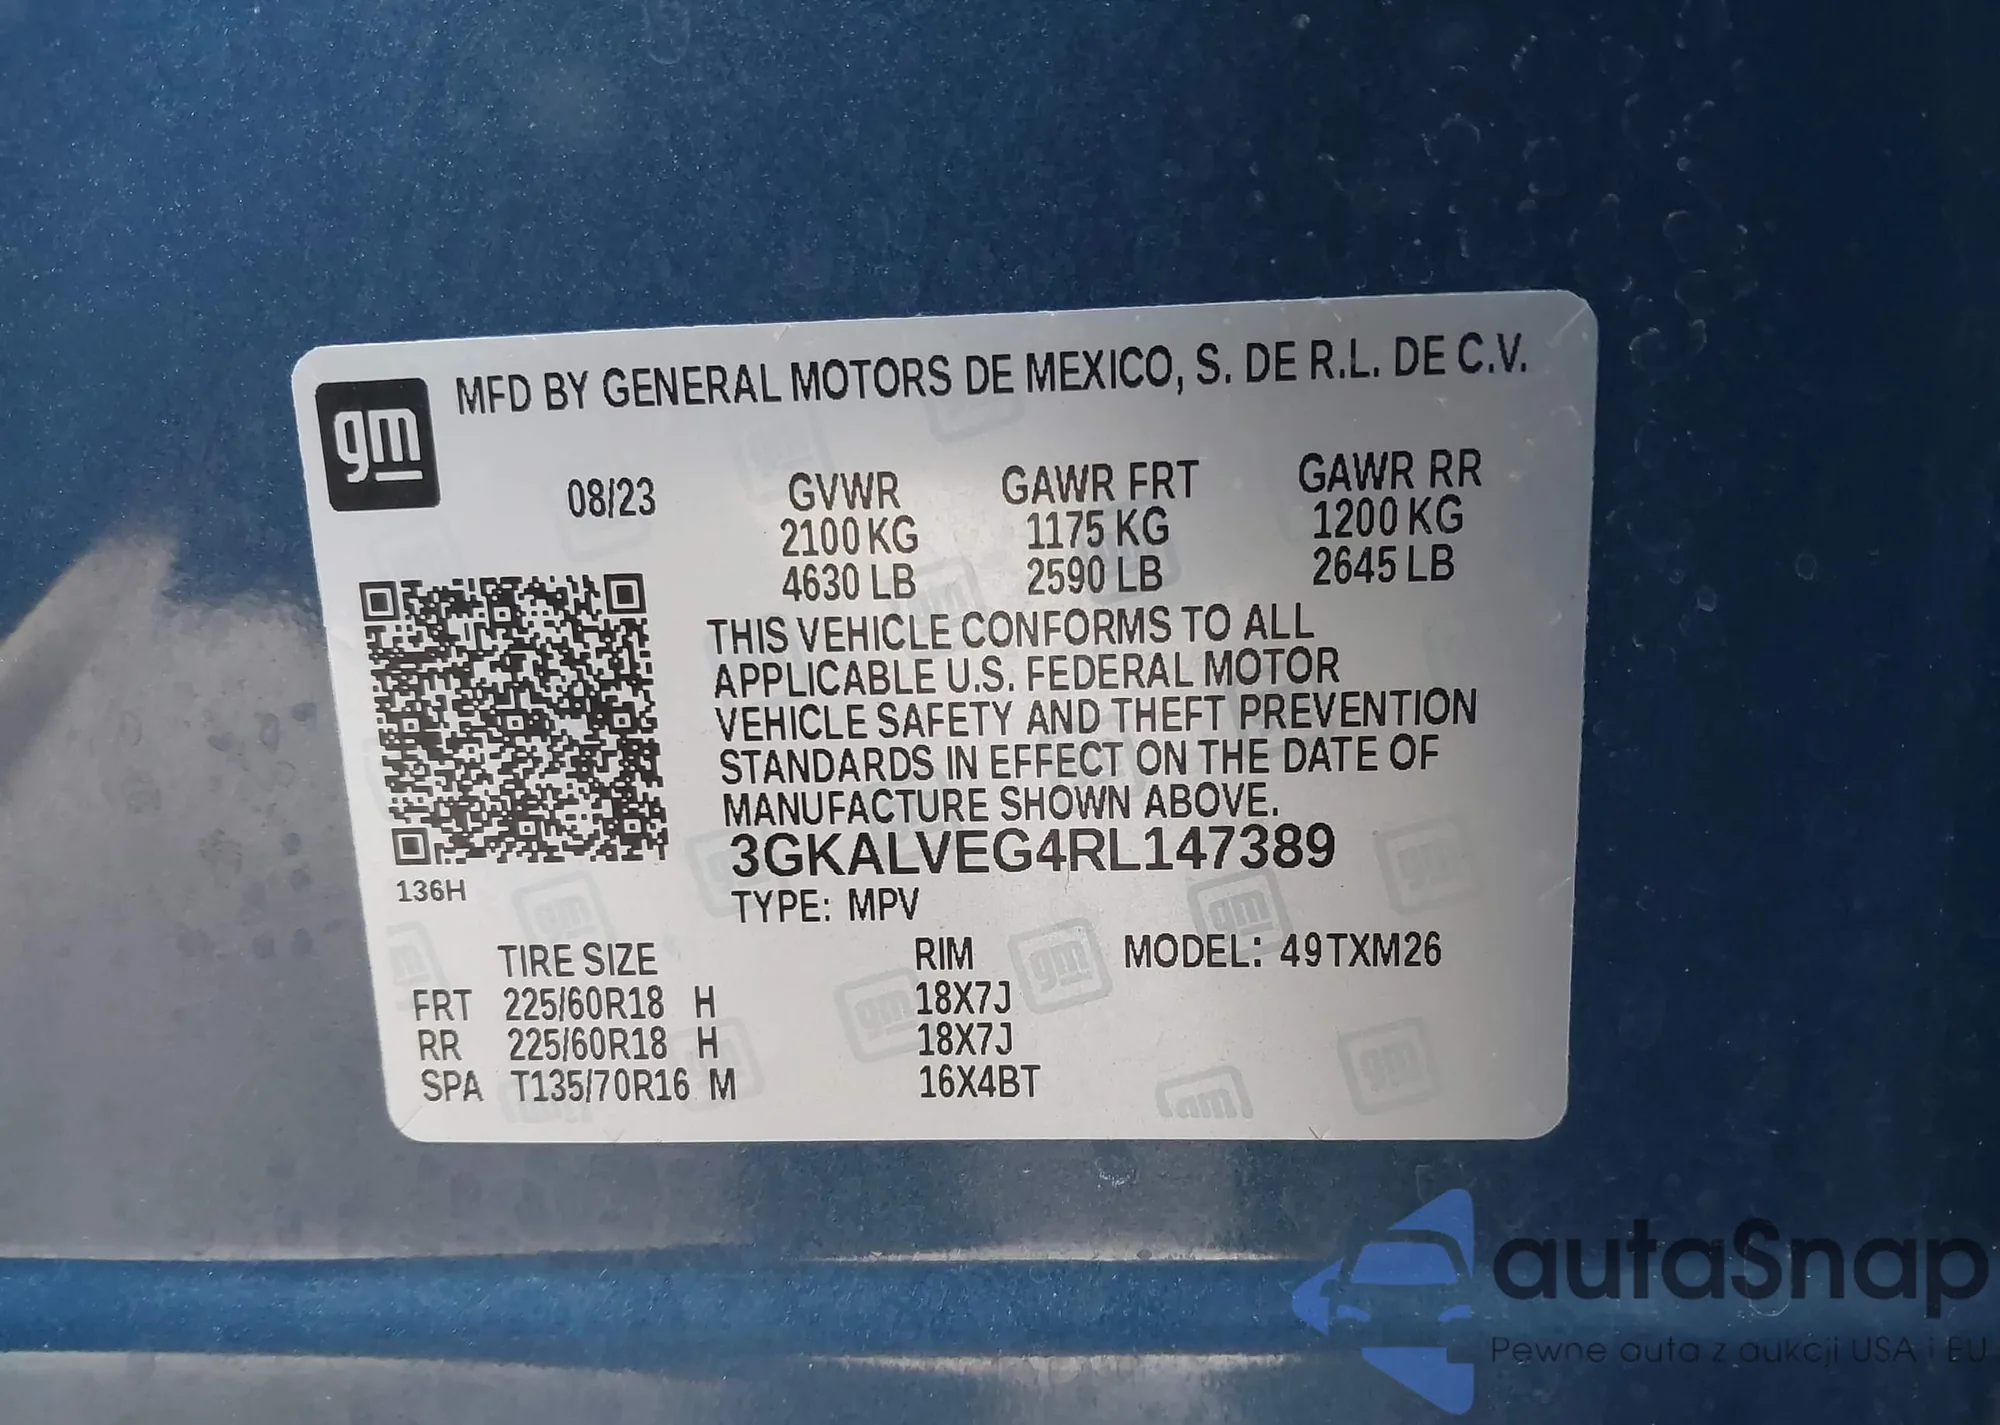 gm
MFD BY GENERAL MOTORS DE MEXICO, S. DE R.L. DE C.V.
08/23 GVWR GAWR FRT GAWR RR
2100 KG 1175 KG 1200 KG
4630 LB 2590 LB 2645 LB
THIS VEHICLE CONFORMS TO ALL
APPLICABLE U.S. FEDERAL MOTOR
VEHICLE SAFETY AND THEFT PREVENTION
STANDARDS IN EFFECT ON THE DATE OF
MANUFACTURE SHOWN ABOVE.
3GKALVEG4RL147389
136H
TYPE: MPV
TIRE SIZE RIM MODEL: 49TXM26
FRT 225/60R18 H 18X7J
RR 225/60R18 H 18X7J
SPA T135/70R16 M 16X4BT
autaSnap
Pewne auta z aukcji USA i EU